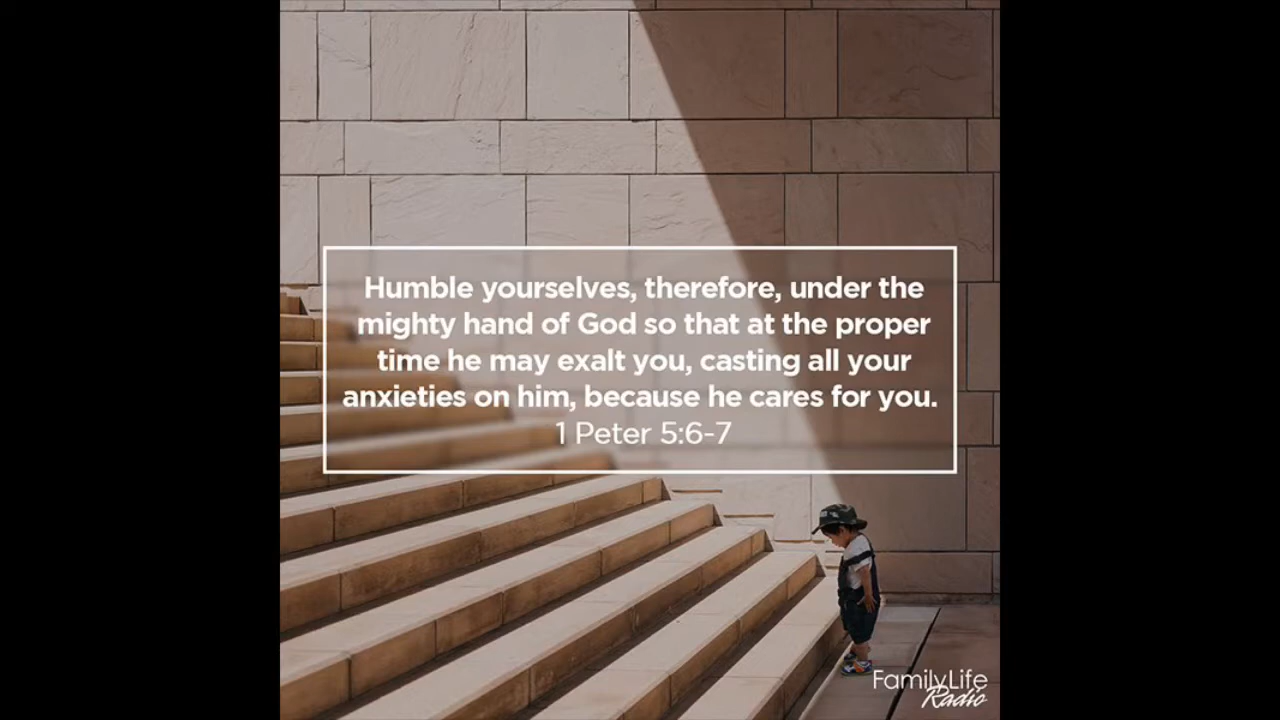 Humble yourselves, therefore, under the
mighty hand of God so that at the proper
time he may exalt you, casting all your
anxieties on him, because he cares for you.
1 Peter 5:6-7
FamilyLife
Radio